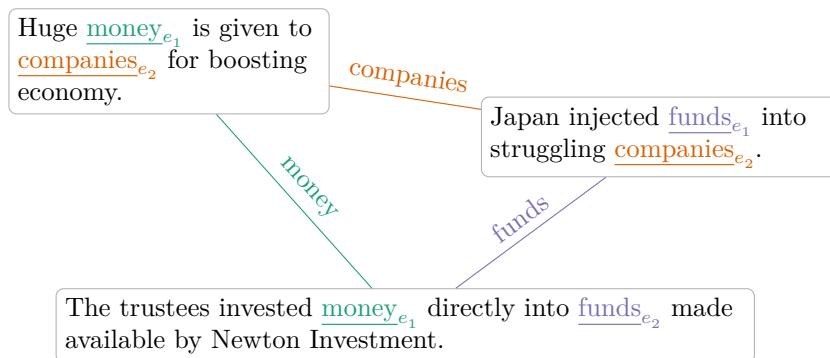 Huge money e1 is given to
companies e2 for boosting
economy.
companies
Japan injected funds e1 into
struggling companies e2.
money
funds
The trustees invested money e1 directly into funds e2 made
available by Newton Investment.